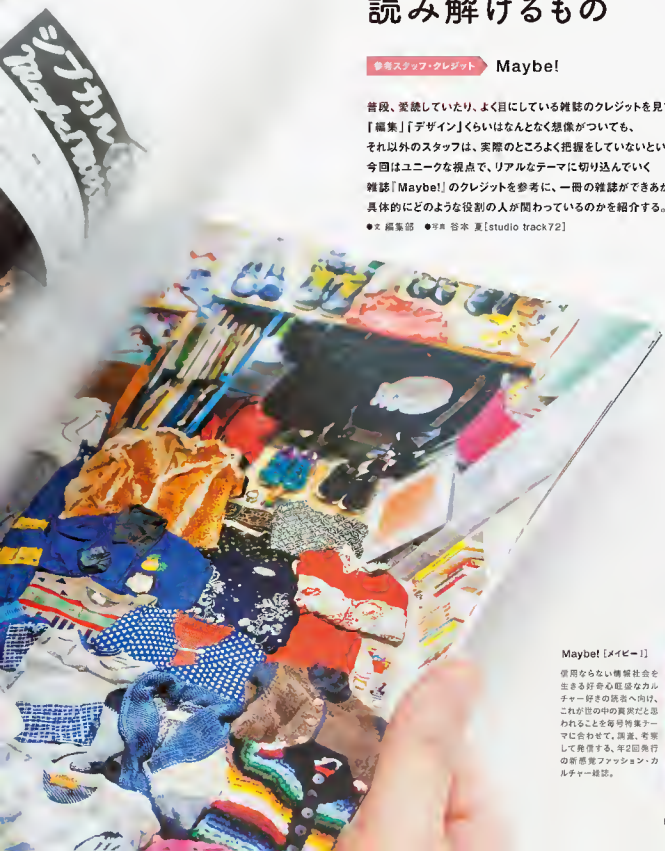 読み解けるもの
参考スタッフ・クレジット
Maybe!
普段、愛読していたり、よく目にしている雑誌のクレジットを見
『編集』『デザイン』くらいはなんとなく想像がついても、
それ以外のスタッフは、実際のところよく把握をしていないとい
今回はユニークな視点で、リアルなテーマに切り込んでいく
雑誌『Maybe!』のクレジットを参考に、一冊の雑誌ができあが
具体的にどのような役割の人が関わっているのかを紹介する。
●文 編集部 ●写真 谷本 夏[studio track72]
シブカル
Maybe! [メイビー!]
信用ならない情報社会を
生きる好奇心旺盛なカル
チャー好きの読者へ向け、
これが世の中の真実だと思
われることを毎号特集テー
マに合わせて、調査、考察
して発信する、年2回発行
の新感覚ファッション・カ
ルチャー雑誌。